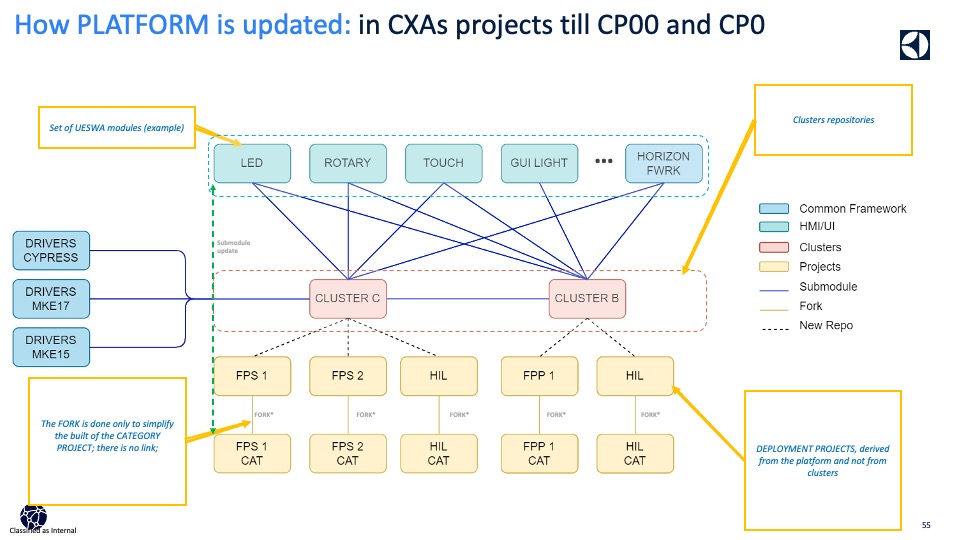 How PLATFORM is updated: in CXAs projects till CP00 and CP0
Set of UESWA modules (example)
Clusters repositories
LED
ROTARY
TOUCH
GUI LIGHT
•••
HORIZON
FWRK
Common Framework
HMI/UI
Clusters
Projects
Submodule
Fork
New Repo
Submodule
update
DRIVERS
CYPRESS
DRIVERS
MKE17
DRIVERS
MKE15
CLUSTER C
CLUSTER B
FPS 1
FPS 2
HIL
FPP 1
HIL
FORK*
FORK*
FORK*
FORK*
FORK*
FPS 1
CAT
FPS 2
CAT
HIL
CAT
FPP 1
CAT
HIL
CAT
The FORK is done only to simplify
the built of the CATEGORY
PROJECT; there is no link;
DEPLOYMENT PROJECTS, derived
from the platform and not from
clusters
Classified as Internal
55